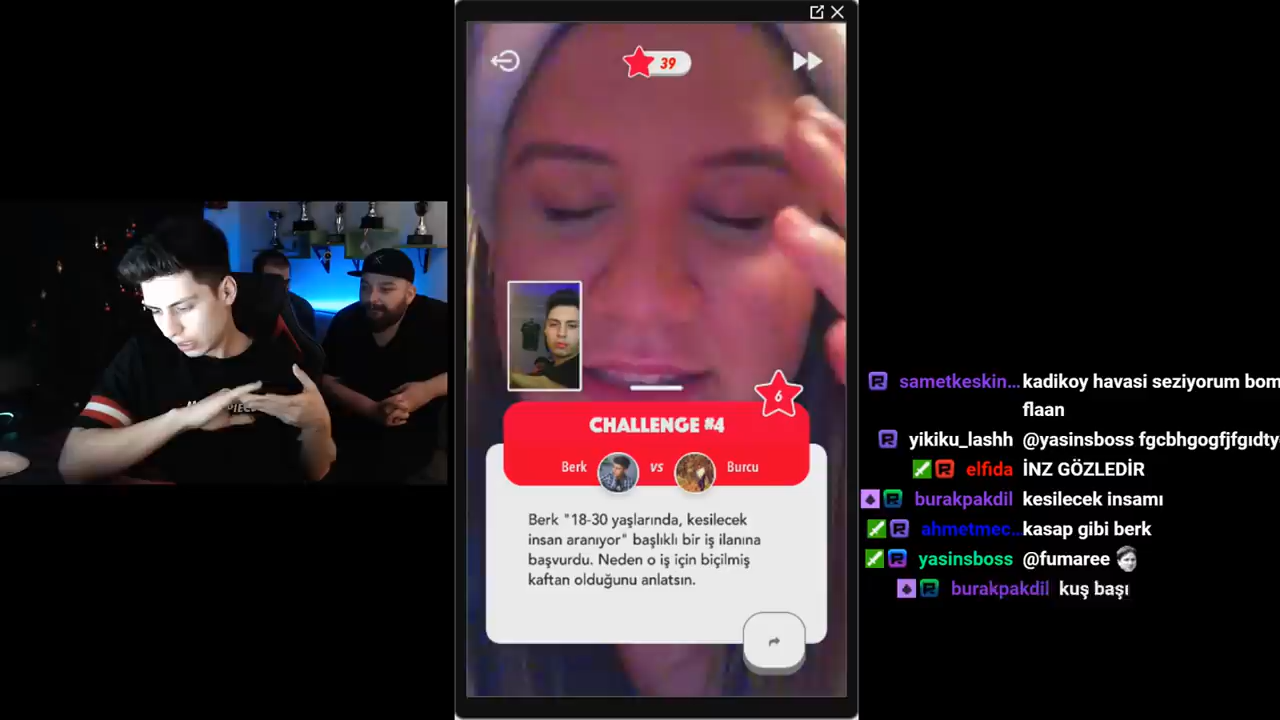 39
6
CHALLENGE #4
Berk VS Burcu
Berk "18-30 yaşlarında, kesilecek
insan aranıyor" başlıklı bir iş ilanına
başvurdu. Neden o iş için biçilmiş
kaftan olduğunu anlatsın.
sametkeskin... kadikoy havasi seziyorum bom
flaan
yikiku_lashh @yasinsboss fgcbhgogfjfgıdty
elfida İNZ GÖZLEDİR
burakpakdil kesilecek insamı
ahmetmec... kasap gibi berk
yasinsboss @fumaree
burakpakdil kuş başı